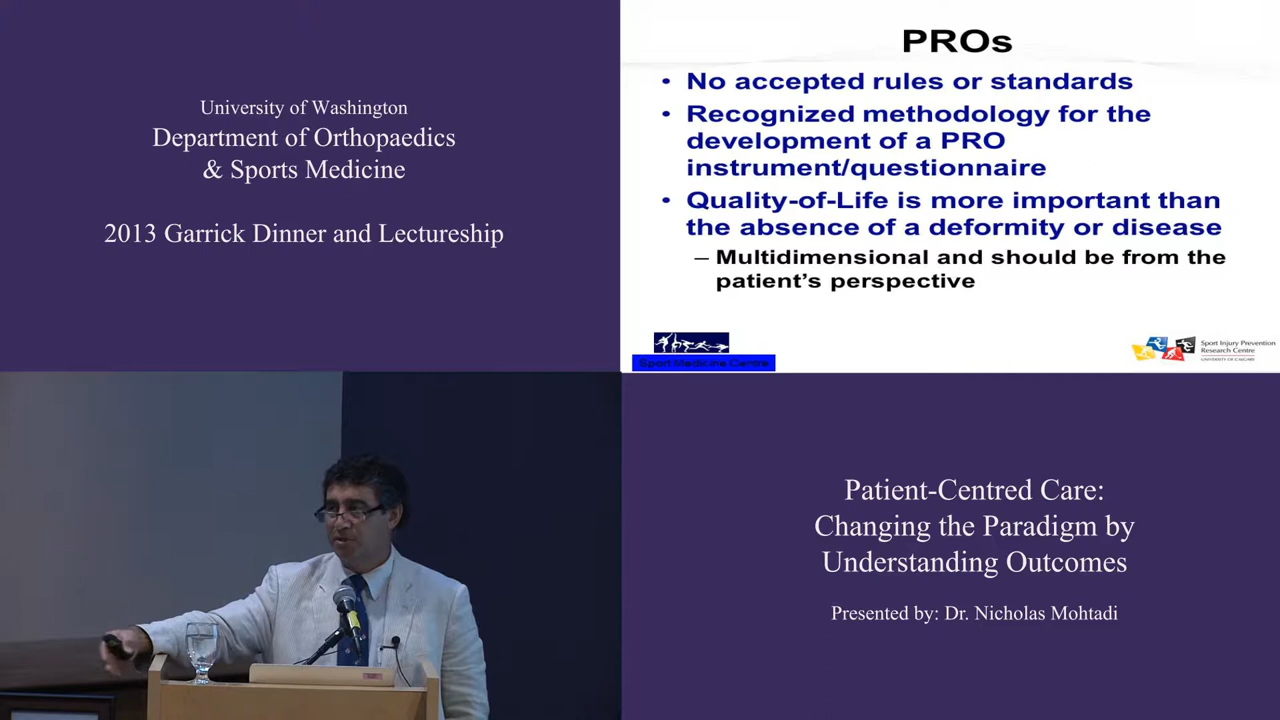 University of Washington
Department of Orthopaedics
& Sports Medicine
2013 Garrick Dinner and Lectureship
PROs
• No accepted rules or standards
• Recognized methodology for the
development of a PRO
instrument/questionnaire
• Quality-of-Life is more important than
the absence of a deformity or disease
– Multidimensional and should be from the
patient's perspective
Sport Medicine Centre
Sport Injury Prevention
Research Centre
UNIVERSITY OF CALGARY
Patient-Centred Care:
Changing the Paradigm by
Understanding Outcomes
Presented by: Dr. Nicholas Mohtadi